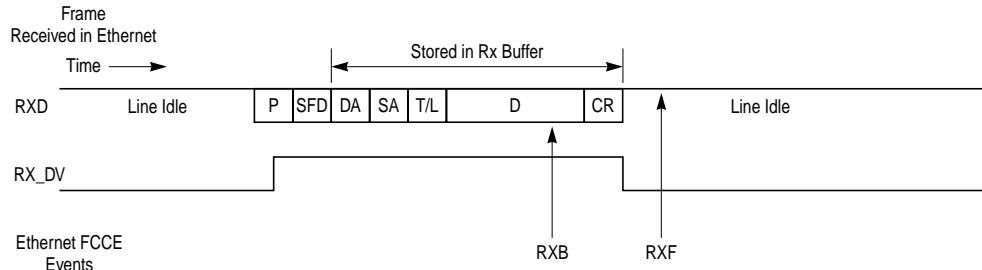 Frame
Received in Ethernet
Stored in Rx Buffer
Time
RXD
Line Idle
P
SFD
DA
SA
T/L
D
CR
Line Idle
RX_DV
Ethernet FCCE
Events
RXB
RXF